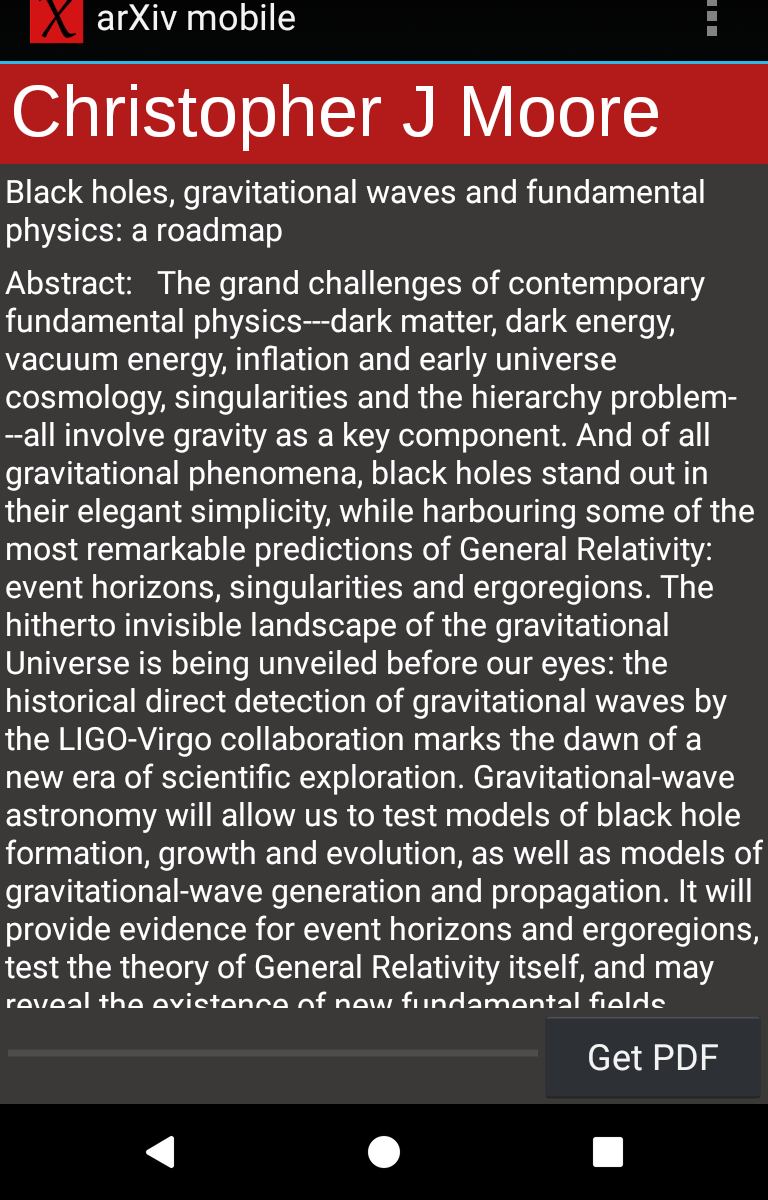 arXiv mobile
Christopher J Moore
Black holes, gravitational waves and fundamental
physics: a roadmap
Abstract:   The grand challenges of contemporary
fundamental physics---dark matter, dark energy,
vacuum energy, inflation and early universe
cosmology, singularities and the hierarchy problem-
--all involve gravity as a key component. And of all
gravitational phenomena, black holes stand out in
their elegant simplicity, while harbouring some of the
most remarkable predictions of General Relativity:
event horizons, singularities and ergoregions. The
hitherto invisible landscape of the gravitational
Universe is being unveiled before our eyes: the
historical direct detection of gravitational waves by
the LIGO-Virgo collaboration marks the dawn of a
new era of scientific exploration. Gravitational-wave
astronomy will allow us to test models of black hole
formation, growth and evolution, as well as models of
gravitational-wave generation and propagation. It will
provide evidence for event horizons and ergoregions,
test the theory of General Relativity itself, and may
reveal the existence of new fundamental fields
Get PDF